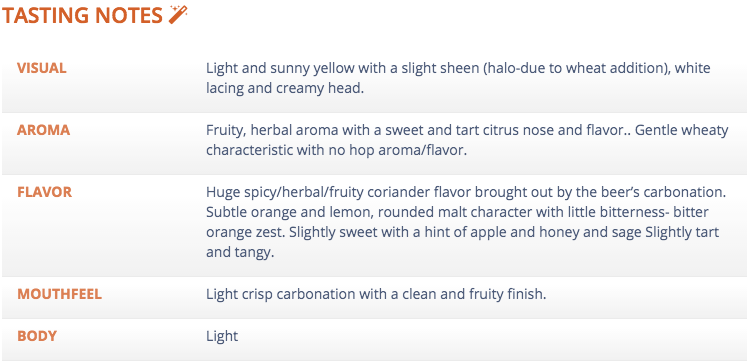 TASTING NOTES
VISUAL
Light and sunny yellow with a slight sheen (halo-due to wheat addition), white
lacing and creamy head.
AROMA
Fruity, herbal aroma with a sweet and tart citrus nose and flavor.. Gentle wheaty
characteristic with no hop aroma/flavor.
FLAVOR
Huge spicy/herbal/fruity coriander flavor brought out by the beer’s carbonation.
Subtle orange and lemon, rounded malt character with little bitterness- bitter
orange zest. Slightly sweet with a hint of apple and honey and sage Slightly tart
and tangy.
MOUTHFEEL
Light crisp carbonation with a clean and fruity finish.
BODY
Light